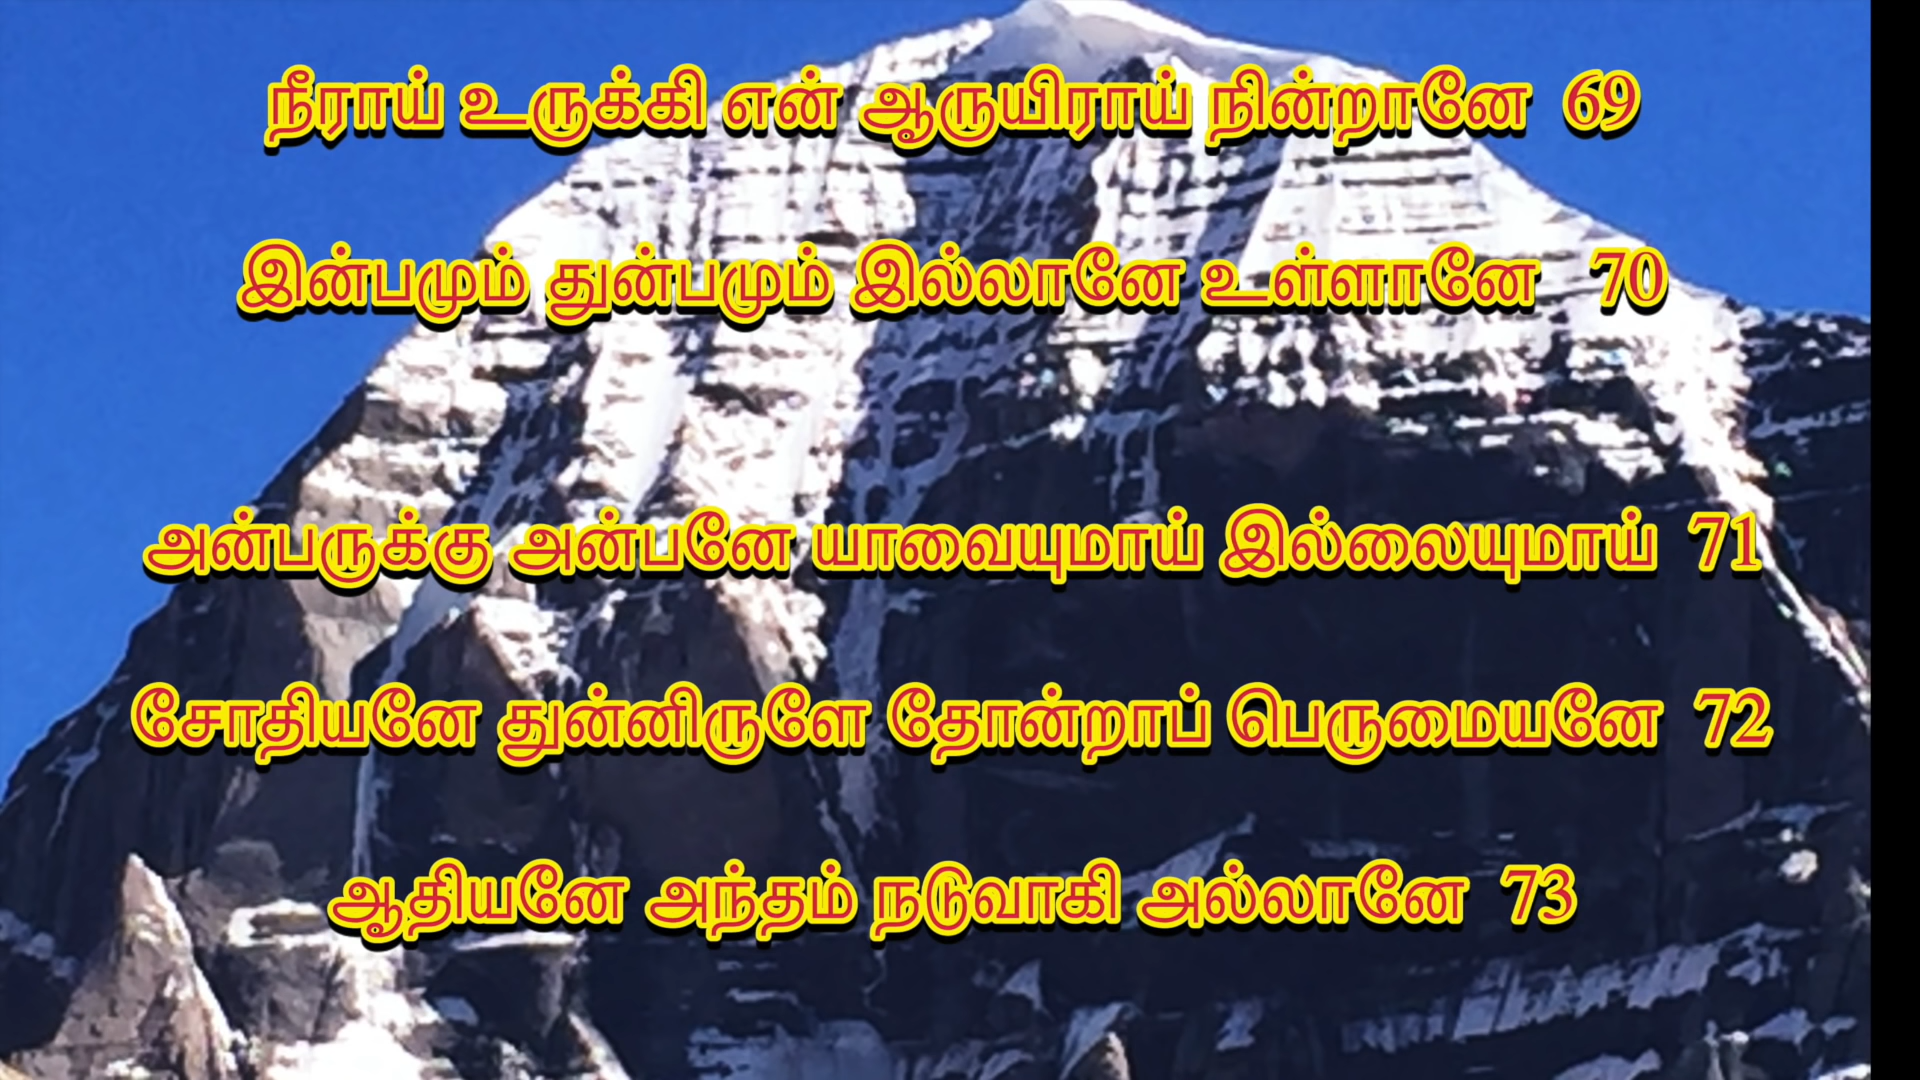 நீராய் உருக்கி என் ஆருயிராய் நின்றானே 69
இன்பமும் துன்பமும் இல்லானே உள்ளானே 70
அன்பருக்கு அன்பனே யாவையுமாய் இல்லையுமாய் 71
சோதியனே துன்னிருளே தோன்றாப் பெருமையனே 72
ஆதியனே அந்தம் நடுவாகி அல்லானே 73